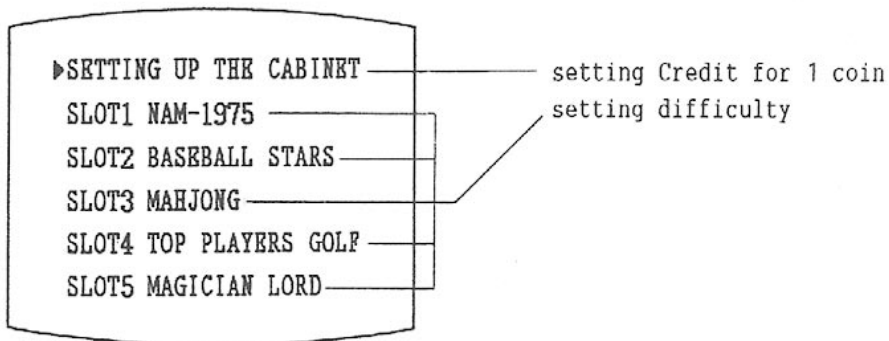 ▶SETTING UP THE CABINET
SLOT1 NAM-1975
SLOT2 BASEBALL STARS
SLOT3 MAHJONG
SLOT4 TOP PLAYERS GOLF
SLOT5 MAGICIAN LORD
setting Credit for 1 coin
setting difficulty